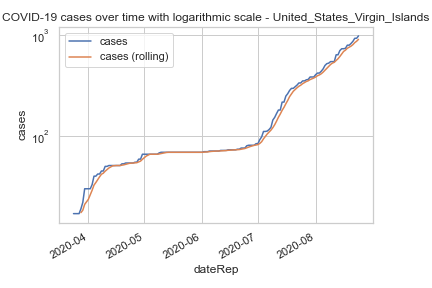 COVID-19 cases over time with logarithmic scale - United_States_Virgin_Islands
cases
cases (rolling)
10³
10²
cases
2020-04
2020-05
2020-06
2020-07
2020-08
dateRep